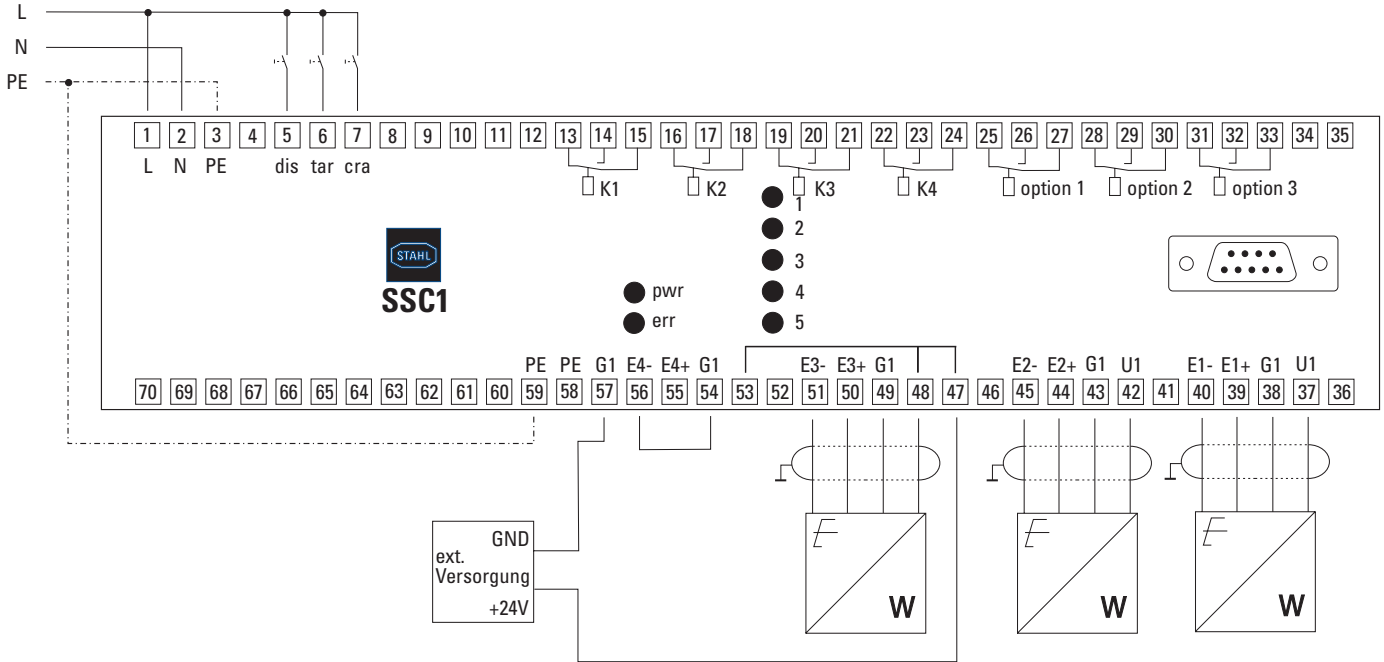 L
N
PE
1 2 3 4 5 6 7 8 9 10 11 12 13 14 15 16 17 18 19 20 21 22 23 24 25 26 27 28 29 30 31 32 33 34 35
L N PE dis tar cra
K1 K2 K3 K4 option 1 option 2 option 3
1
2
3
4
5
STAHL
SSC1
pwr
err
PE PE G1 E4- E4+ G1 E3- E3+ G1 E2- E2+ G1 U1 E1- E1+ G1 U1
70 69 68 67 66 65 64 63 62 61 60 59 58 57 56 55 54 53 52 51 50 49 48 47 46 45 44 43 42 41 40 39 38 37 36
GND
ext.
Versorgung
+24V
W
W
W